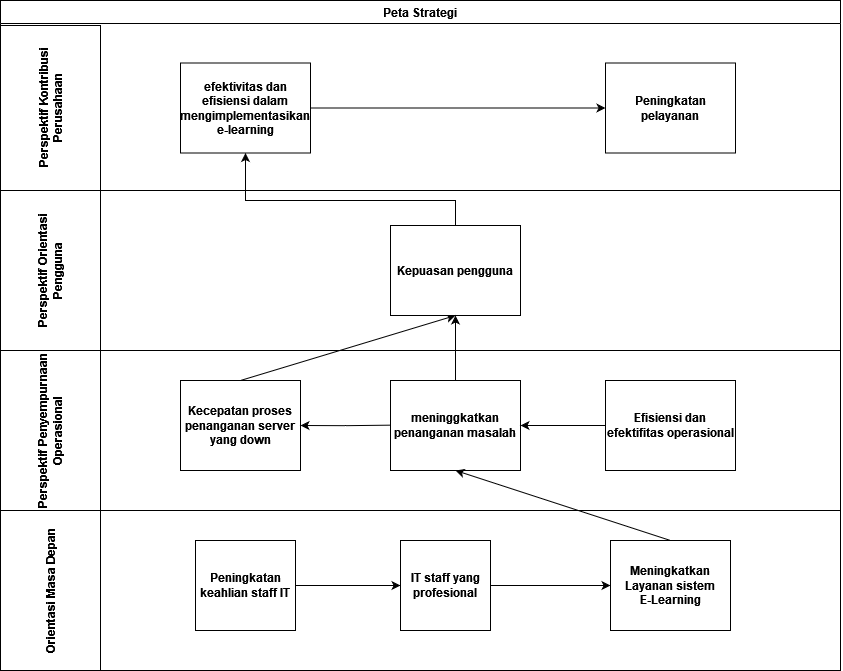 Peta Strategi
Perspektif Kontribusi
Perusahaan
efektivitas dan
efisiensi dalam
mengimplementasikan
e-learning
Peningkatan
pelayanan
Perspektif Orientasi
Pengguna
Kepuasan pengguna
Perspektif Penyempurnaan
Operasional
Kecepatan proses
penanganan server
yang down
meninggkatkan
penanganan masalah
Efisiensi dan
efektifitas operasional
Orientasi Masa Depan
Peningkatan
keahlian staff IT
IT staff yang
profesional
Meningkatkan
Layanan sistem
E-Learning